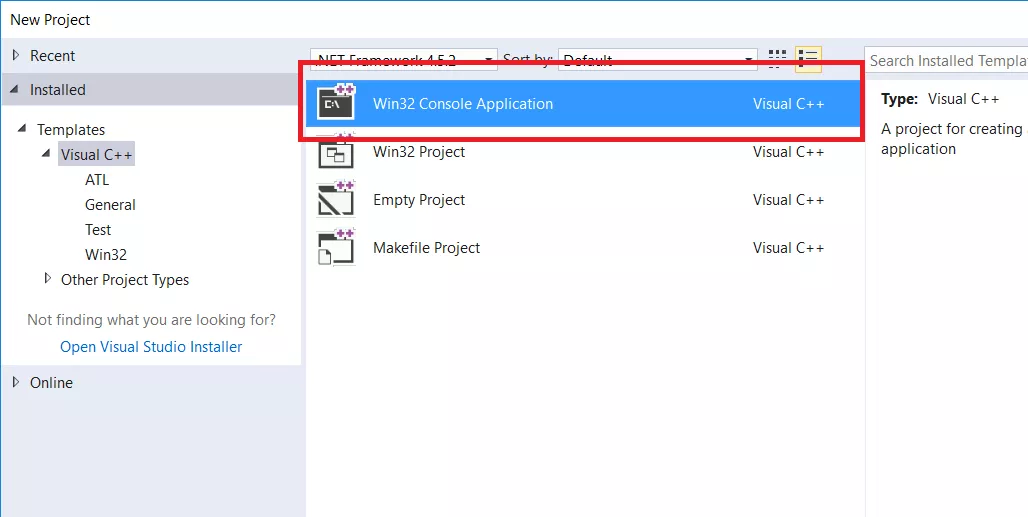 New Project
Recent
Installed
Templates
Visual C++
ATL
General
Test
Win32
Other Project Types
Not finding what you are looking for?
Open Visual Studio Installer
Online
.NET Framework 4.5.2 Sort by: Default
C:\ Win32 Console Application Visual C++
Win32 Project Visual C++
Empty Project Visual C++
Makefile Project Visual C++
Search Installed Templa
Type: Visual C++
A project for creating
application